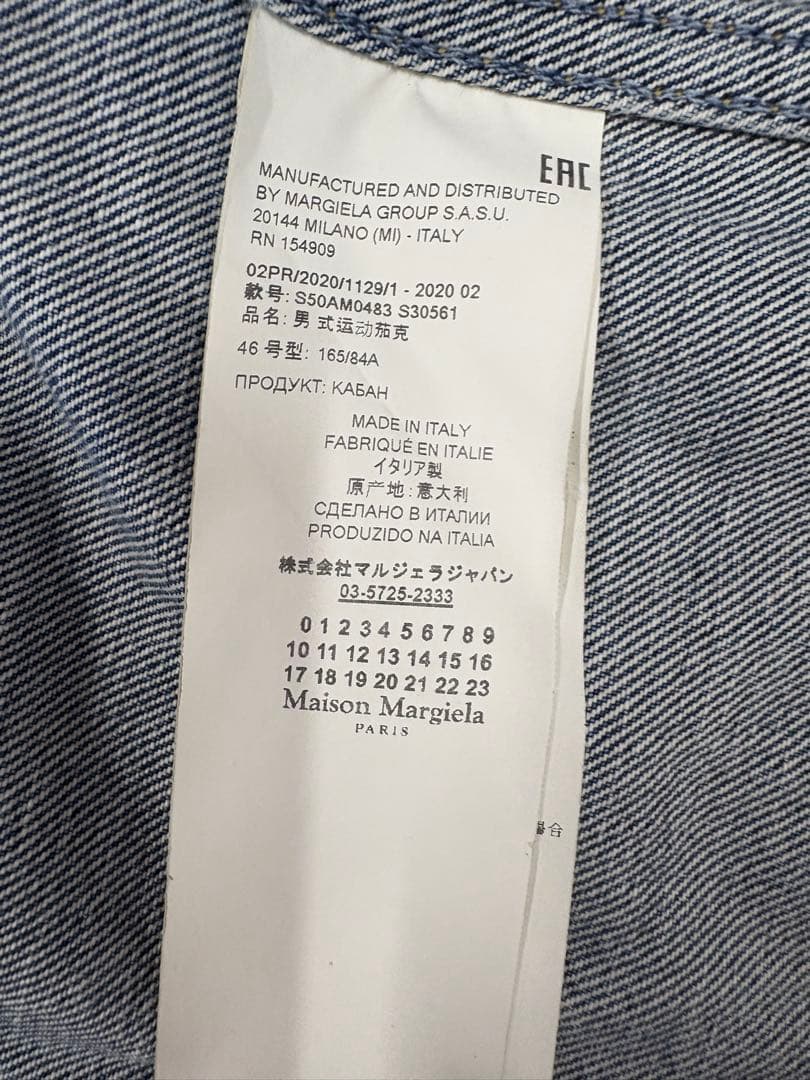 EAC
MANUFACTURED AND DISTRIBUTED
BY MARGIELA GROUP S.A.S.U.
20144 MILANO (MI) - ITALY
RN 154909
02PR/2020/1129/1 - 2020 02
款号: S50AM0483 S30561
品名: 男 式运动茄克
46 号型: 165/84A
ПРОДУКТ: КАБАН
MADE IN ITALY
FABRIQUÉ EN ITALIE
イタリア製
原产地:意大利
СДЕЛАНО В ИТАЛИИ
PRODUZIDO NA ITALIA
株式会社マルジェラジャパン
03-5725-2333
0 1 2 3 4 5 6 7 8 9
10 11 12 13 14 15 16
17 18 19 20 21 22 23
Maison Margiela
PARIS
合